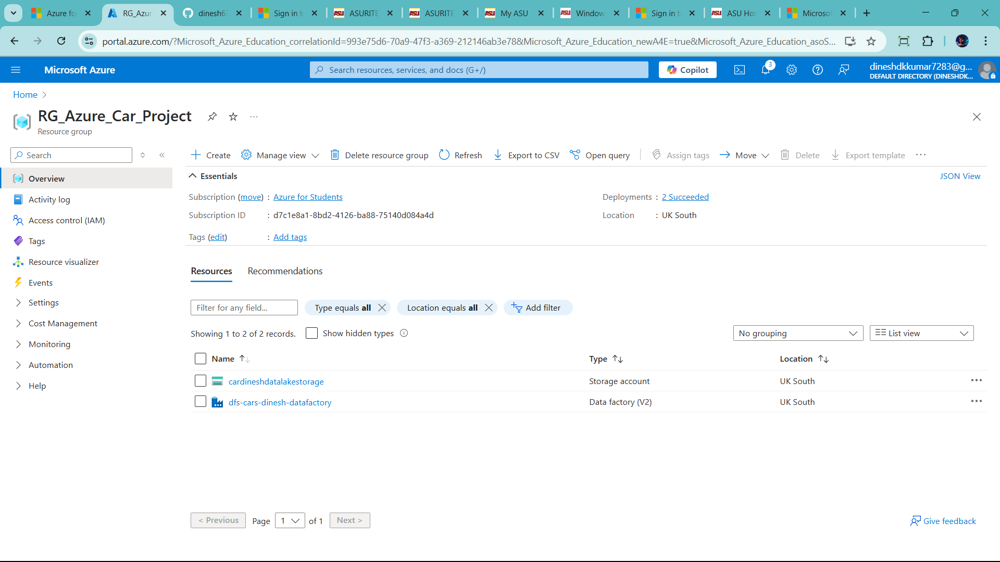 Azure fo
RG_Azur
dinesh63
Sign in t
ASURITE
ASURITE
My ASU
Window
Sign in t
ASU Hor
Microsof
portal.azure.com/?Microsoft_Azure_Education_correlationId=993e75d6-70a9-47f3-a369-212146ab3e78&Microsoft_Azure_Education_newA4E=true&Microsoft_Azure_Education_asoS...
Microsoft Azure
Search resources, services, and docs (G+/)
Copilot
3
dineshdkkumar7283@g...
DEFAULT DIRECTORY (DINESHDK...
Home
RG_Azure_Car_Project
Resource group
Search
Create
Manage view
Delete resource group
Refresh
Export to CSV
Open query
Assign tags
Move
Delete
Export template
Overview
Activity log
Access control (IAM)
Tags
Resource visualizer
Events
Settings
Cost Management
Monitoring
Automation
Help
Essentials
JSON View
Subscription (move) : Azure for Students
Deployments : 2 Succeeded
Subscription ID : d7c1e8a1-8bd2-4126-ba88-75140d084a4d
Location : UK South
Tags (edit) : Add tags
Resources
Recommendations
Filter for any field...
Type equals all
Location equals all
Add filter
Showing 1 to 2 of 2 records.
Show hidden types
No grouping
List view
Name
Type
Location
cardineshdatalakestorage
Storage account
UK South
dfs-cars-dinesh-datafactory
Data factory (V2)
UK South
< Previous
Page 1 of 1
Next >
Give feedback